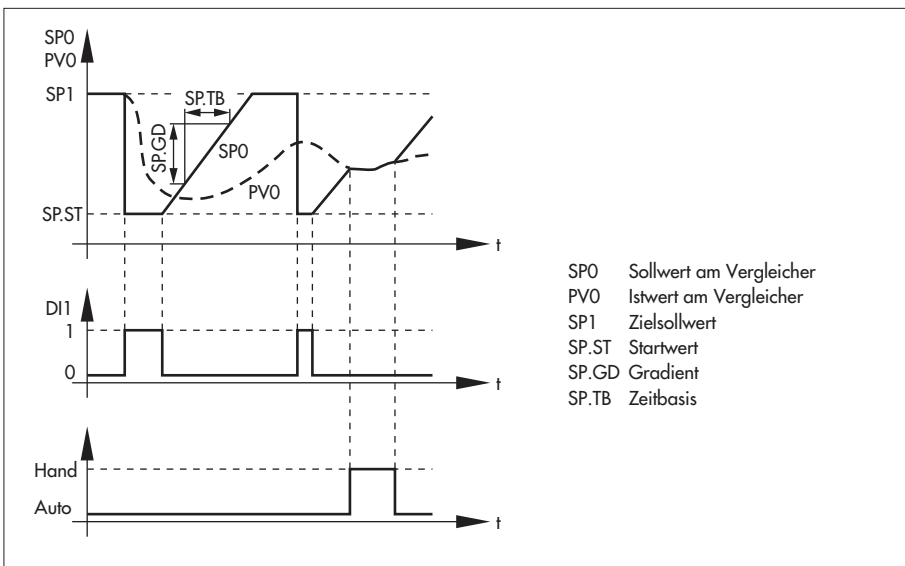 SP0
PV0
SP1
SP.TB
SP.GD
SP0
PV0
SP.ST
t
DI1
1
0
t
Hand
Auto
t
SP0 Sollwert am Vergleicher
PV0 Istwert am Vergleicher
SP1 Zielsollwert
SP.ST Startwert
SP.GD Gradient
SP.TB Zeitbasis